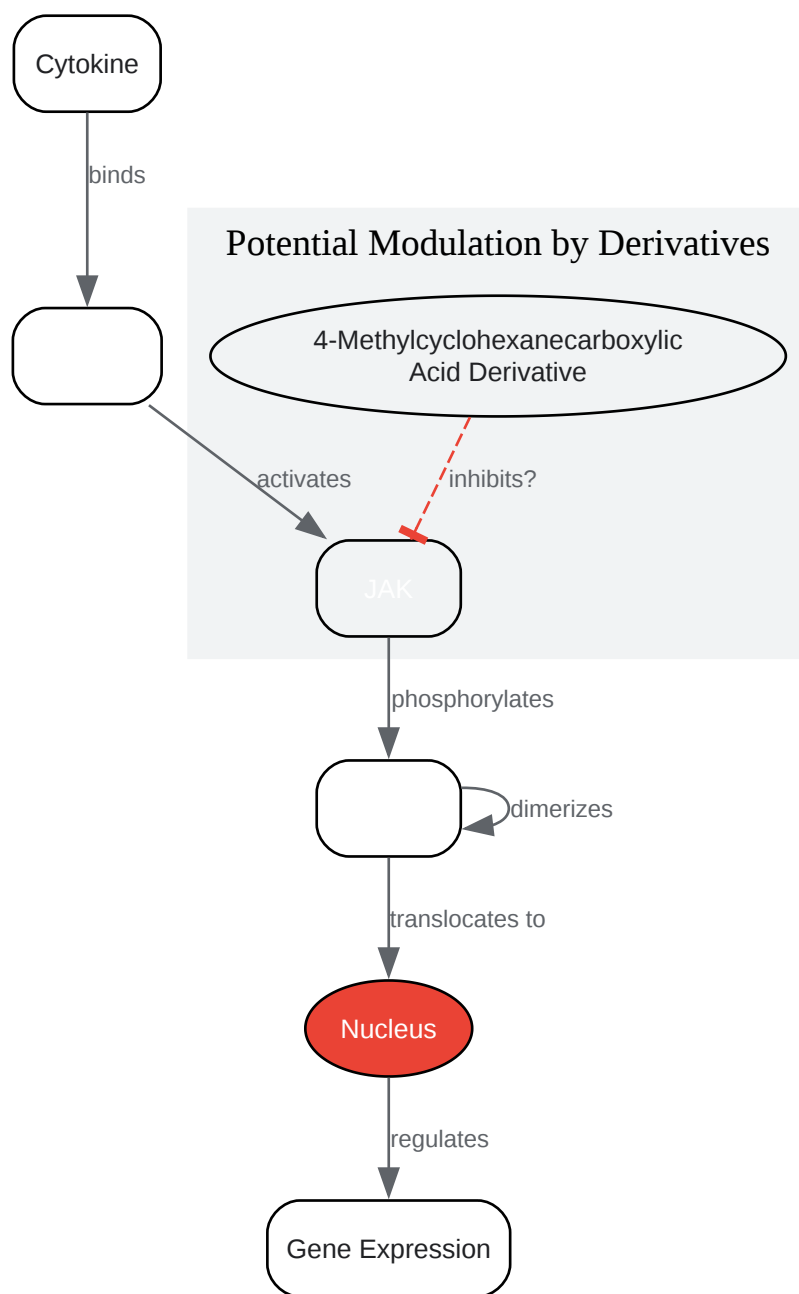 Cytokine
binds
Potential Modulation by Derivatives
4-Methylcyclohexanecarboxylic
Acid Derivative
activates
inhibits?
JAK
phosphorylates
dimerizes
translocates to
Nucleus
regulates
Gene Expression